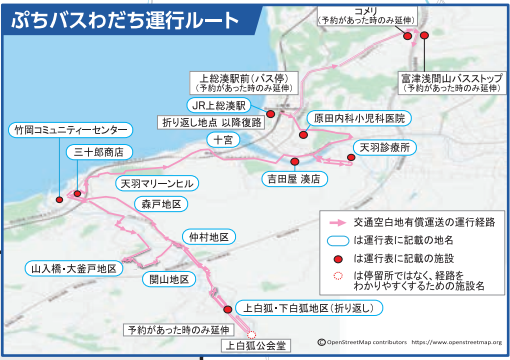 ぷちバスわだち運行ルート
コメリ
(予約があった時のみ延伸)
上総湊駅前(バス停)
(予約があった時のみ延伸)
富津浅間山バスストップ
(予約があった時のみ延伸)
JR上総湊駅
折り返し地点 以降復路
原田内科小児科医院
竹岡コミュニティーセンター
十宮
天羽診療所
三十郎商店
吉田屋 湊店
天羽マリーンヒル
森戸地区
仲村地区
山入橋・大釜戸地区
関山地区
上白狐・下白狐地区(折り返し)
予約があった時のみ延伸
上白狐公会堂
交通空白地有償運送の運行経路
は運行表に記載の地名
は運行表に記載の施設
は停留所ではなく、経路を
わかりやすくするための施設名
©OpenStreetMap contributors https://www.openstreetmap.org